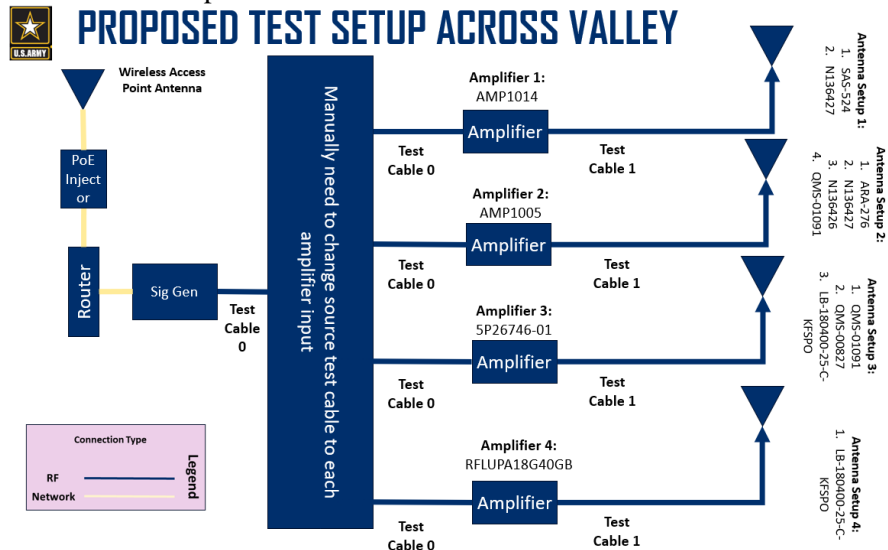 PROPOSED TEST SETUP ACROSS VALLEY
U.S.ARMY
Wireless Access
Point Antenna
PoE
Inject
or
Router
Sig Gen
Test
Cable
0
Manually need to change source test cable to each
amplifier input
Amplifier 1:
AMP1014
Amplifier
Test
Cable 0
Test
Cable 1
Antenna Setup 1:
1. SAS-524
2. N136427
Amplifier 2:
AMP1005
Amplifier
Test
Cable 0
Test
Cable 1
Antenna Setup 2:
1. ARA-276
2. N136427
3. N136426
4. QMS-01091
Amplifier 3:
5P26746-01
Amplifier
Test
Cable 0
Test
Cable 1
Antenna Setup 3:
1. QMS-01091
2. QMS-00827
3. LB-180400-25-C-
KFSPO
Amplifier 4:
RFLUPA18G40GB
Amplifier
Test
Cable 0
Test
Cable 1
Antenna Setup 4:
1. LB-180400-25-C-
KFSPO
Connection Type
RF
Network
Legend